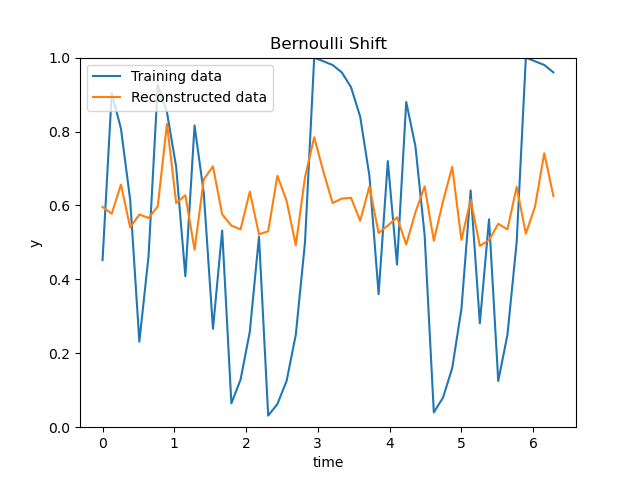 Bernoulli Shift
Training data
Reconstructed data
1.0
0.8
0.6
0.4
0.2
0.0
y
0 1 2 3 4 5 6
time